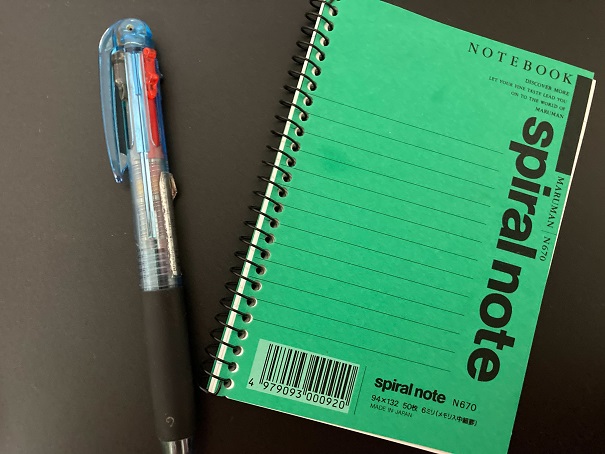 NOTEBOOK
DISCOVER MORE
LET YOUR FINE TASTE LEAD YOU
ON TO THE WORLD OF
MARUMAN
spiral note
MARUMAN N670
4 979093 000920
spiral note N670
94×132 50枚 6ミリ(メモリ入中横罫)
MADE IN JAPAN